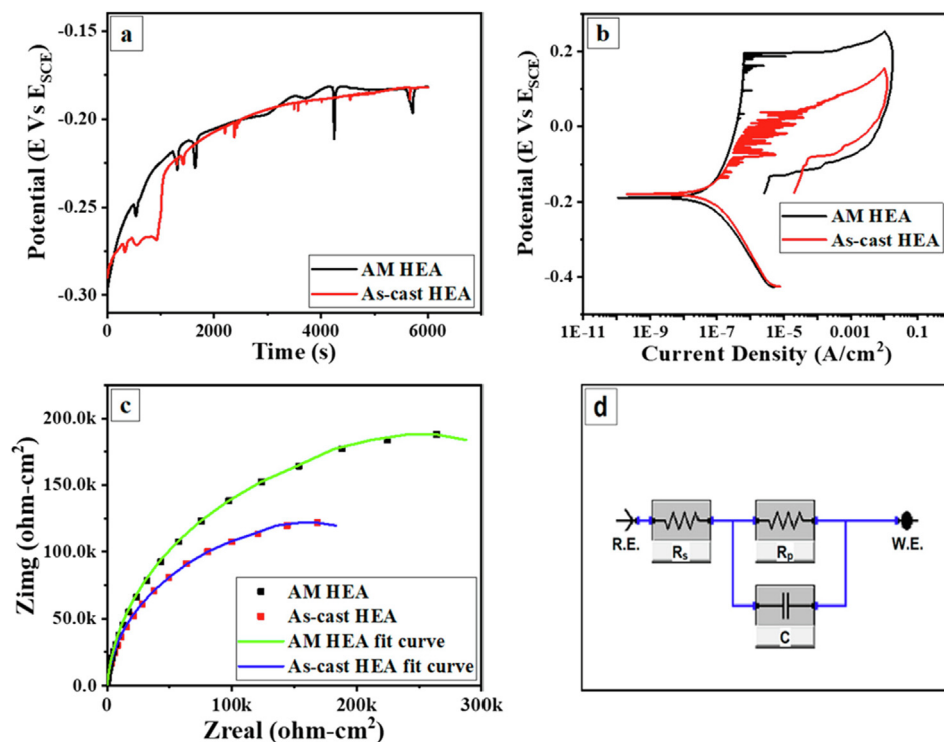 a
Potential (E Vs E_SCE)
-0.15
-0.20
-0.25
-0.30
0
2000
4000
6000
Time (s)
AM HEA
As-cast HEA
b
Potential (E Vs E_SCE)
0.2
0.0
-0.2
-0.4
1E-11
1E-9
1E-7
1E-5
0.001
0.1
Current Density (A/cm²)
AM HEA
As-cast HEA
c
Zimg (ohm-cm²)
200.0k
150.0k
100.0k
50.0k
0.0
0
100k
200k
300k
Zreal (ohm-cm²)
AM HEA
As-cast HEA
AM HEA fit curve
As-cast HEA fit curve
d
R.E.
Rs
Rp
W.E.
C